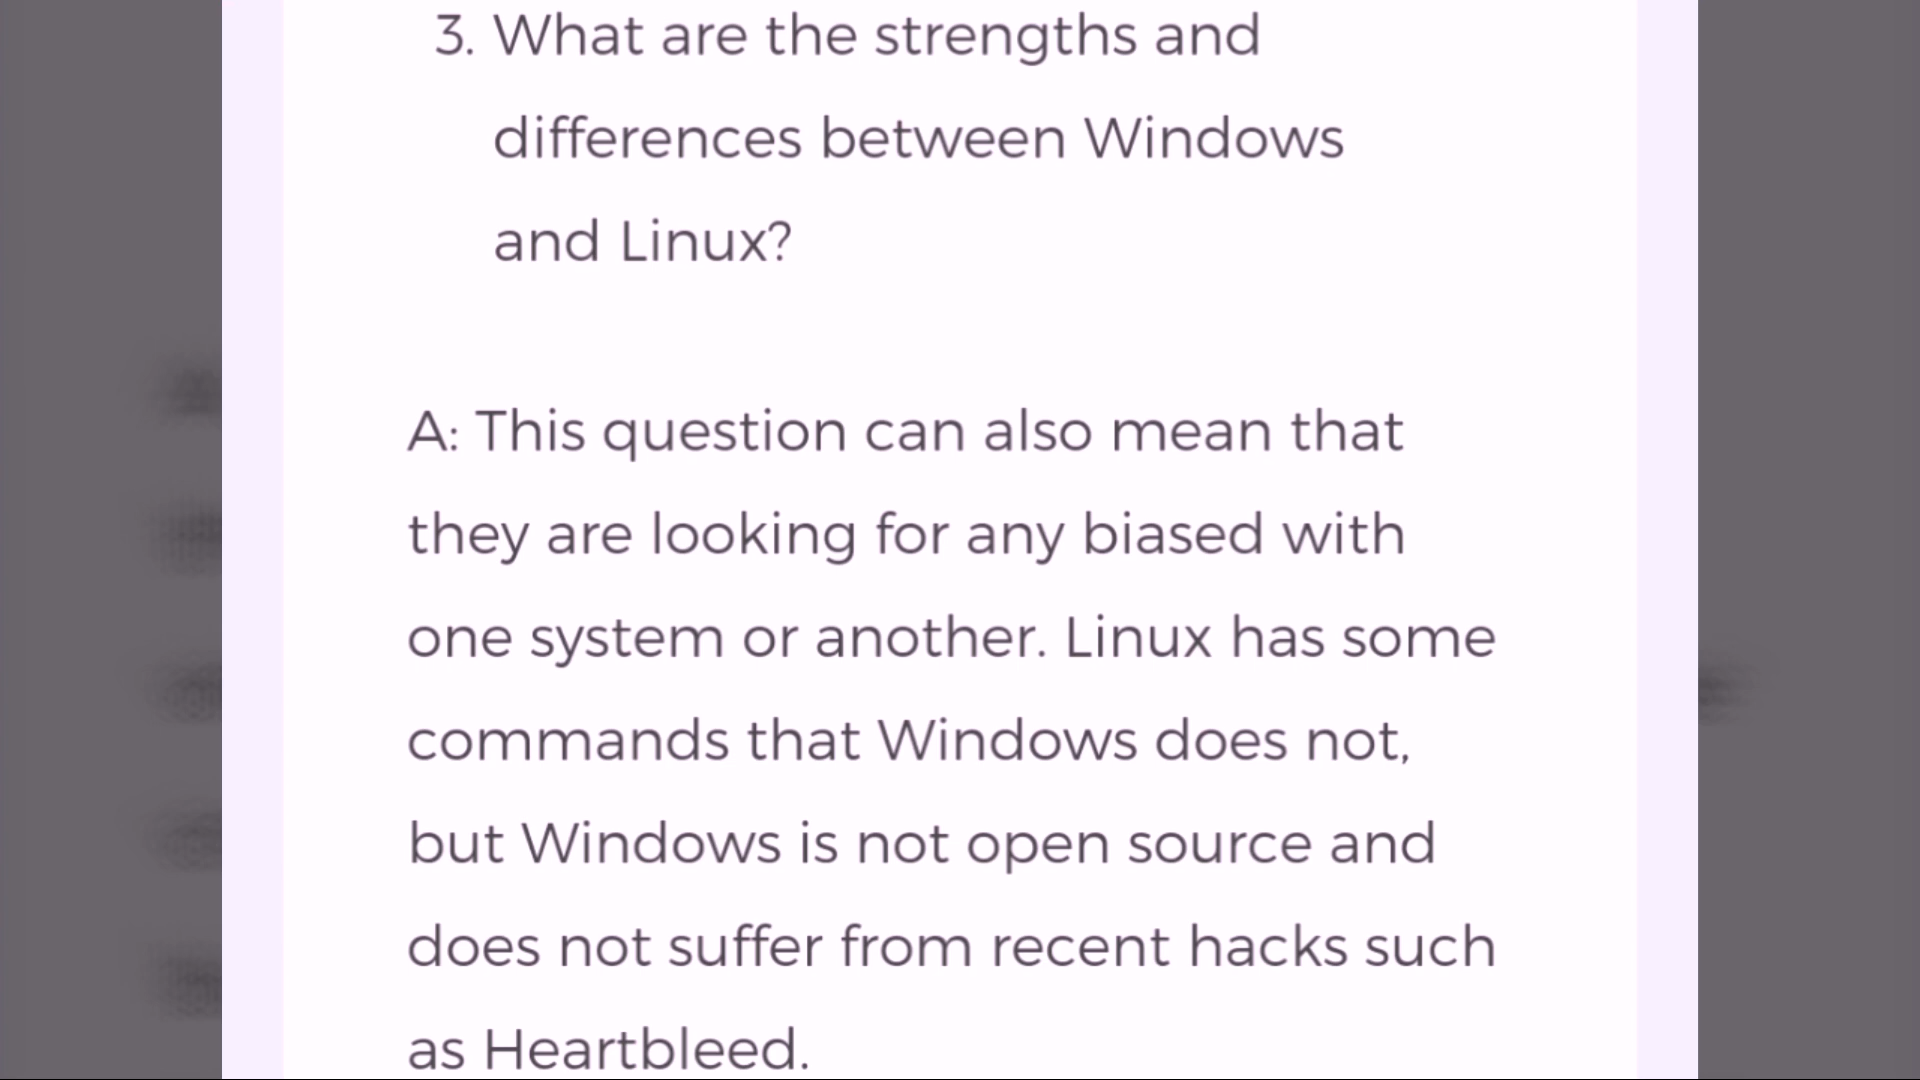 3. What are the strengths and
differences between Windows
and Linux?
A: This question can also mean that
they are looking for any biased with
one system or another. Linux has some
commands that Windows does not,
but Windows is not open source and
does not suffer from recent hacks such
as Heartbleed.